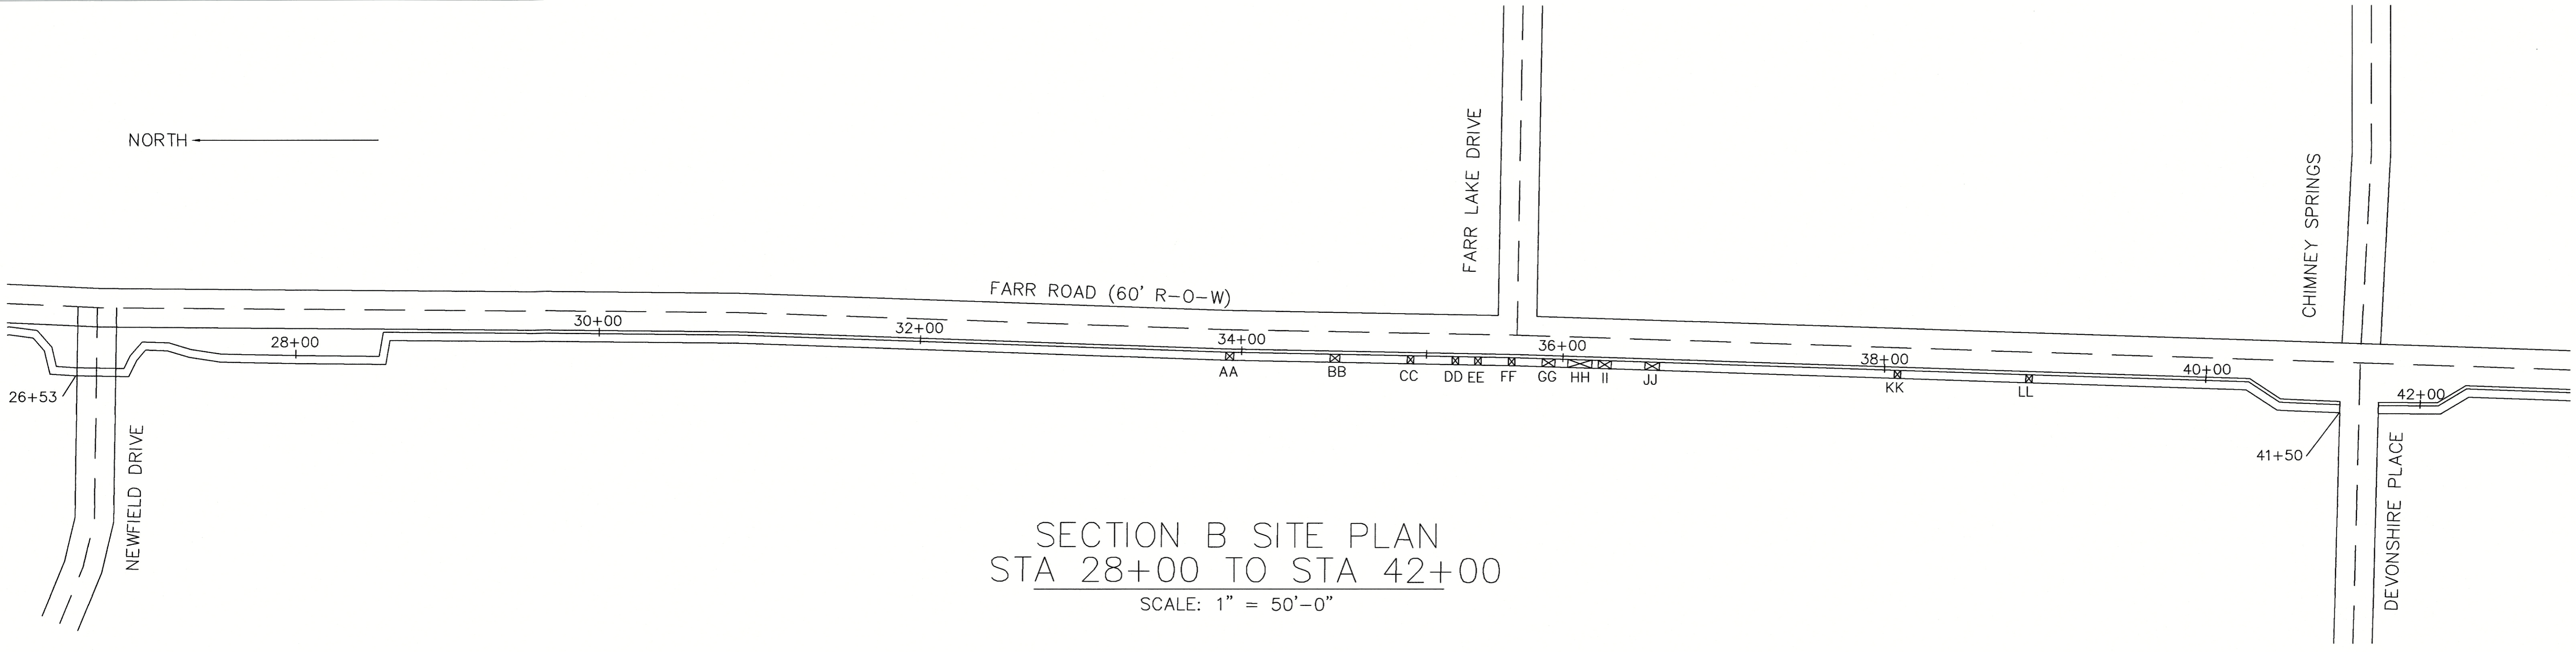 NORTH
FARR LAKE DRIVE
CHIMNEY SPRINGS
FARR ROAD (60' R-O-W)
28+00
30+00
32+00
34+00
36+00
38+00
40+00
42+00
26+53
AA
BB
CC
DD
EE
FF
GG
HH
II
JJ
KK
LL
41+50
NEWFIELD DRIVE
DEVONSHIRE PLACE
SECTION B SITE PLAN
STA 28+00 TO STA 42+00
SCALE: 1" = 50'-0"